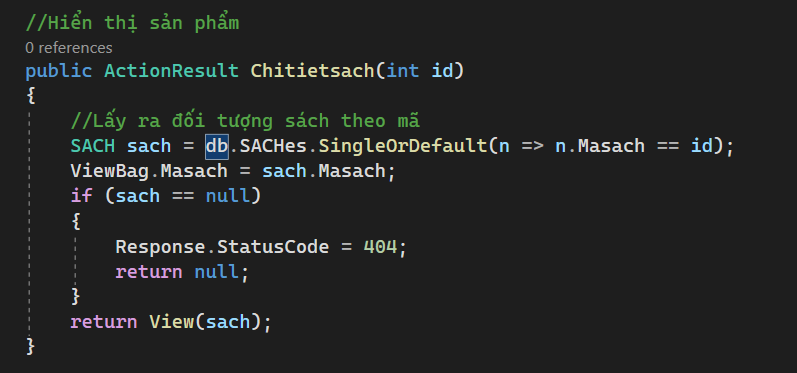 //Hiển thị sản phẩm
0 references
public ActionResult Chitietsach(int id)
{
//Lấy ra đối tượng sách theo mã
SACH sach = db.SACHes.SingleOrDefault(n => n.Masach == id);
ViewBag.Masach = sach.Masach;
if (sach == null)
{
Response.StatusCode = 404;
return null;
}
return View(sach);
}